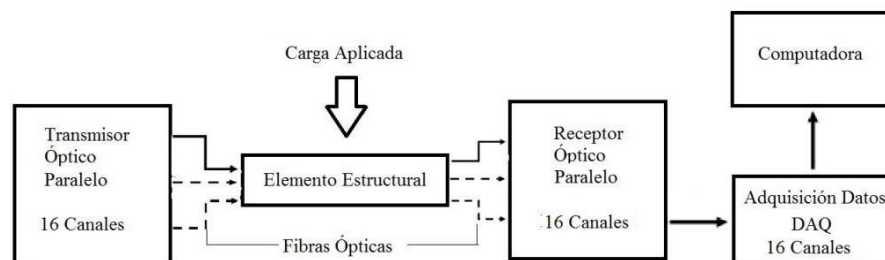 Carga Aplicada
Transmisor
Óptico
Paralelo
16 Canales
Elemento Estructural
Fibras Ópticas
Receptor
Óptico
Paralelo
16 Canales
Computadora
Adquisición Datos
DAQ
16 Canales